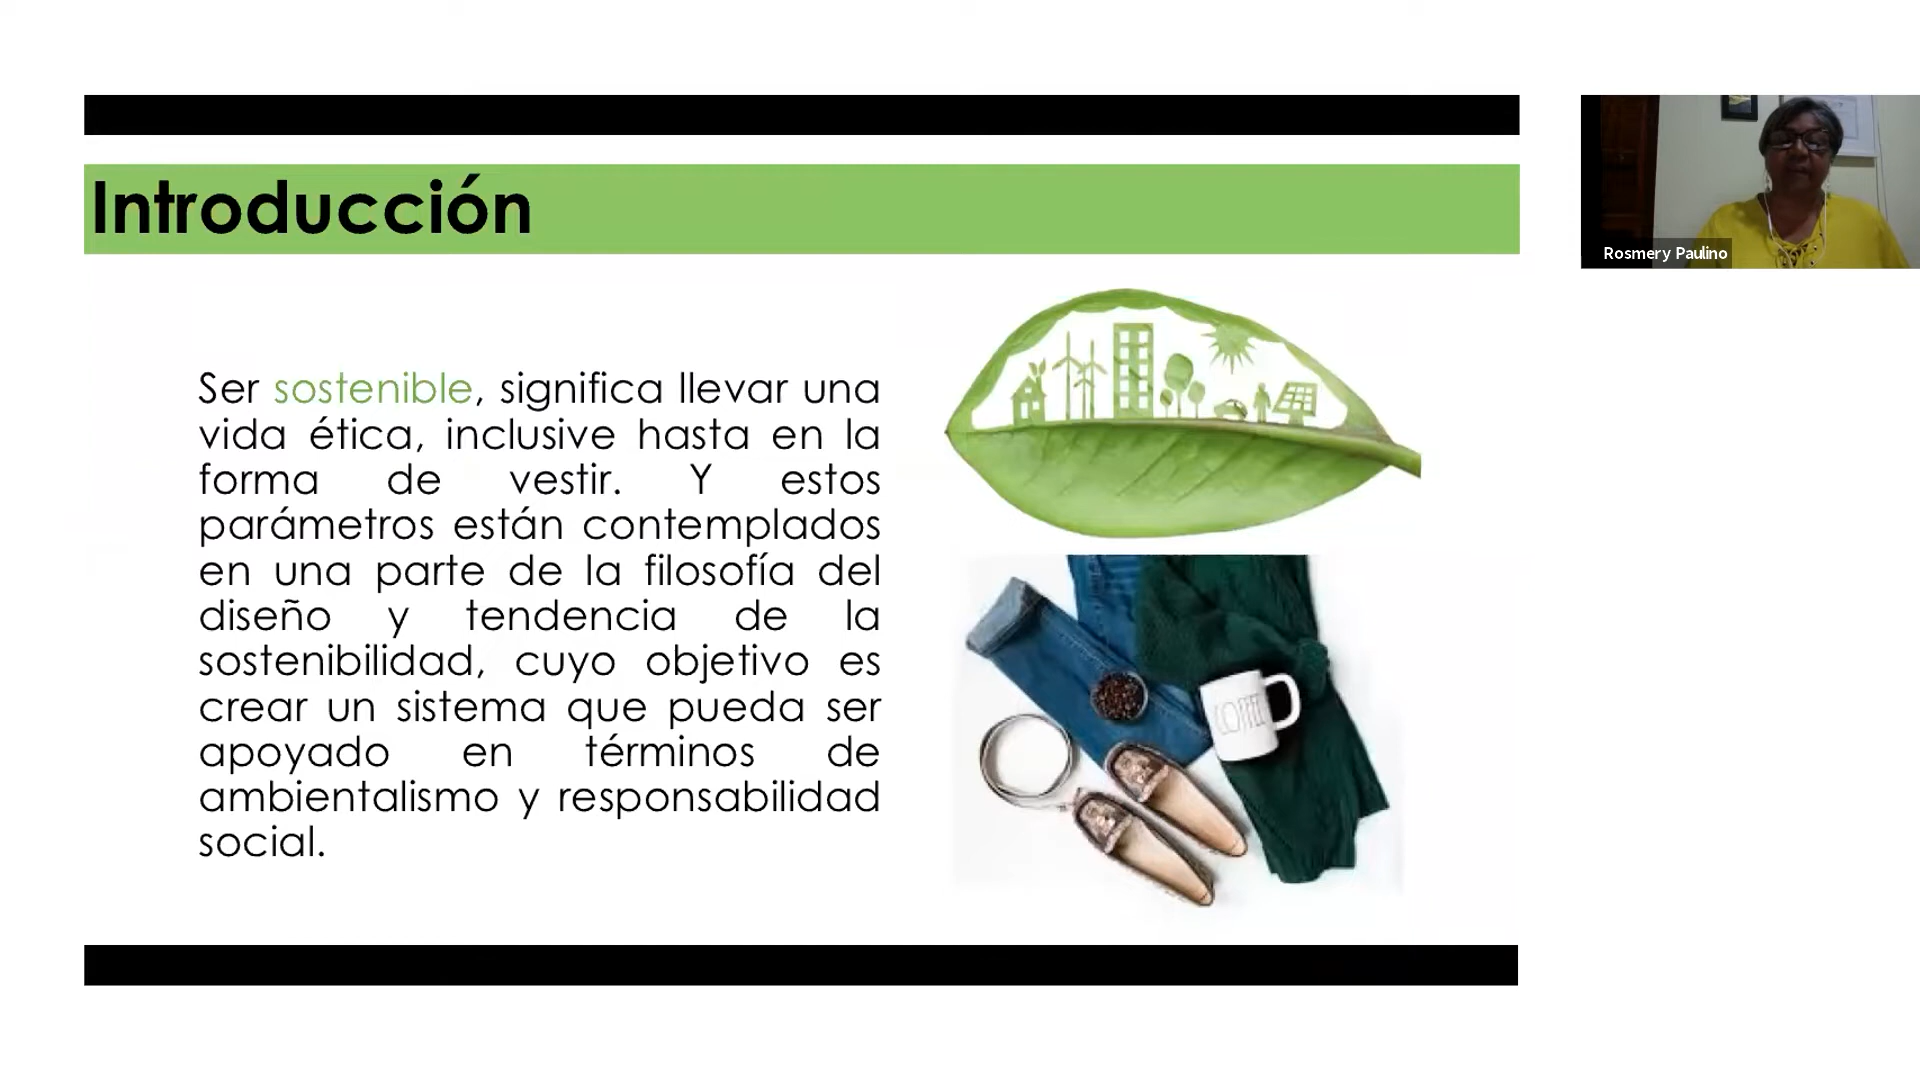 Introducción
Rosmery Paulino
Ser sostenible, significa llevar una
vida ética, inclusive hasta en la
forma de vestir. Y estos
parámetros están contemplados
en una parte de la filosofía del
diseño y tendencia de la
sostenibilidad, cuyo objetivo es
crear un sistema que pueda ser
apoyado en términos de
ambientalismo y responsabilidad
social.
COFFEE